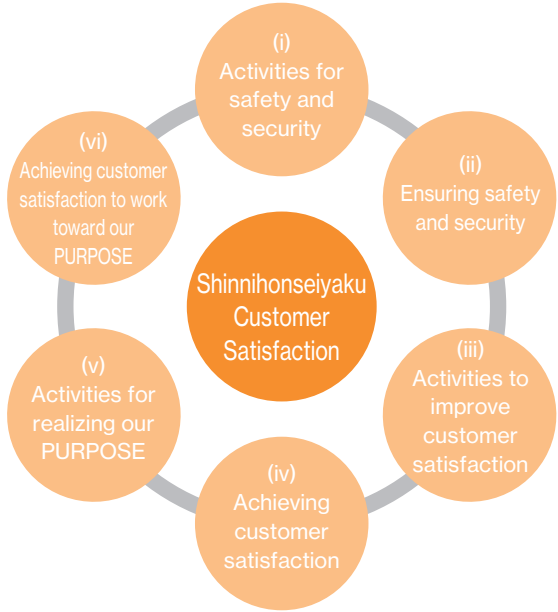 (i)
Activities for
safety and
security
(ii)
Ensuring safety
and security
(iii)
Activities to
improve
customer
satisfaction
(iv)
Achieving
customer
satisfaction
(v)
Activities for
realizing our
PURPOSE
(vi)
Achieving customer
satisfaction to work
toward our
PURPOSE
Shinnihonseiyaku
Customer
Satisfaction